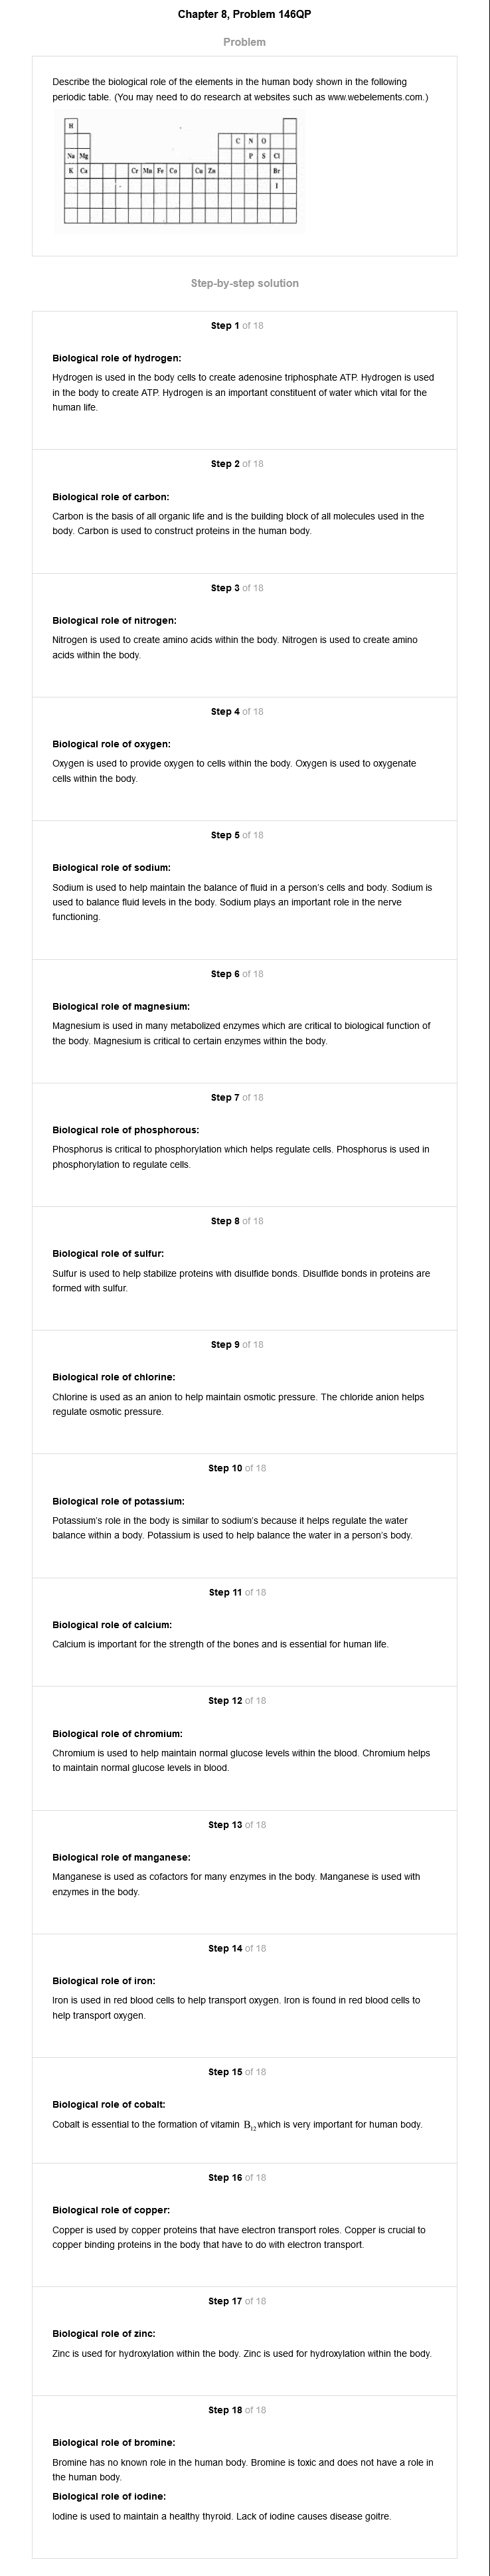 Chapter 8, Problem 146QP
Problem
Describe the biological role of the elements in the human body shown in the following
periodic table. (You may need to do research at websites such as www.webelements.com.)
H
C N O
Na Mg P S Cl
K Ca Cr Mn Fe Co Cu Zn Br
I
Step-by-step solution
Step 1 of 18
Biological role of hydrogen:
Hydrogen is used in the body cells to create adenosine triphosphate ATP. Hydrogen is used
in the body to create ATP. Hydrogen is an important constituent of water which vital for the
human life.
Step 2 of 18
Biological role of carbon:
Carbon is the basis of all organic life and is the building block of all molecules used in the
body. Carbon is used to construct proteins in the human body.
Step 3 of 18
Biological role of nitrogen:
Nitrogen is used to create amino acids within the body. Nitrogen is used to create amino
acids within the body.
Step 4 of 18
Biological role of oxygen:
Oxygen is used to provide oxygen to cells within the body. Oxygen is used to oxygenate
cells within the body.
Step 5 of 18
Biological role of sodium:
Sodium is used to help maintain the balance of fluid in a person's cells and body. Sodium is
used to balance fluid levels in the body. Sodium plays an important role in the nerve
functioning.
Step 6 of 18
Biological role of magnesium:
Magnesium is used in many metabolized enzymes which are critical to biological function of
the body. Magnesium is critical to certain enzymes within the body.
Step 7 of 18
Biological role of phosphorous:
Phosphorus is critical to phosphorylation which helps regulate cells. Phosphorus is used in
phosphorylation to regulate cells.
Step 8 of 18
Biological role of sulfur:
Sulfur is used to help stabilize proteins with disulfide bonds. Disulfide bonds in proteins are
formed with sulfur.
Step 9 of 18
Biological role of chlorine:
Chlorine is used as an anion to help maintain osmotic pressure. The chloride anion helps
regulate osmotic pressure.
Step 10 of 18
Biological role of potassium:
Potassium's role in the body is similar to sodium's because it helps regulate the water
balance within a body. Potassium is used to help balance the water in a person's body.
Step 11 of 18
Biological role of calcium:
Calcium is important for the strength of the bones and is essential for human life.
Step 12 of 18
Biological role of chromium:
Chromium is used to help maintain normal glucose levels within the blood. Chromium helps
to maintain normal glucose levels in blood.
Step 13 of 18
Biological role of manganese:
Manganese is used as cofactors for many enzymes in the body. Manganese is used with
enzymes in the body.
Step 14 of 18
Biological role of iron:
Iron is used in red blood cells to help transport oxygen. Iron is found in red blood cells to
help transport oxygen.
Step 15 of 18
Biological role of cobalt:
Cobalt is essential to the formation of vitamin B12 which is very important for human body.
Step 16 of 18
Biological role of copper:
Copper is used by copper proteins that have electron transport roles. Copper is crucial to
copper binding proteins in the body that have to do with electron transport.
Step 17 of 18
Biological role of zinc:
Zinc is used for hydroxylation within the body. Zinc is used for hydroxylation within the body.
Step 18 of 18
Biological role of bromine:
Bromine has no known role in the human body. Bromine is toxic and does not have a role in
the human body.
Biological role of iodine:
Iodine is used to maintain a healthy thyroid. Lack of iodine causes disease goitre.